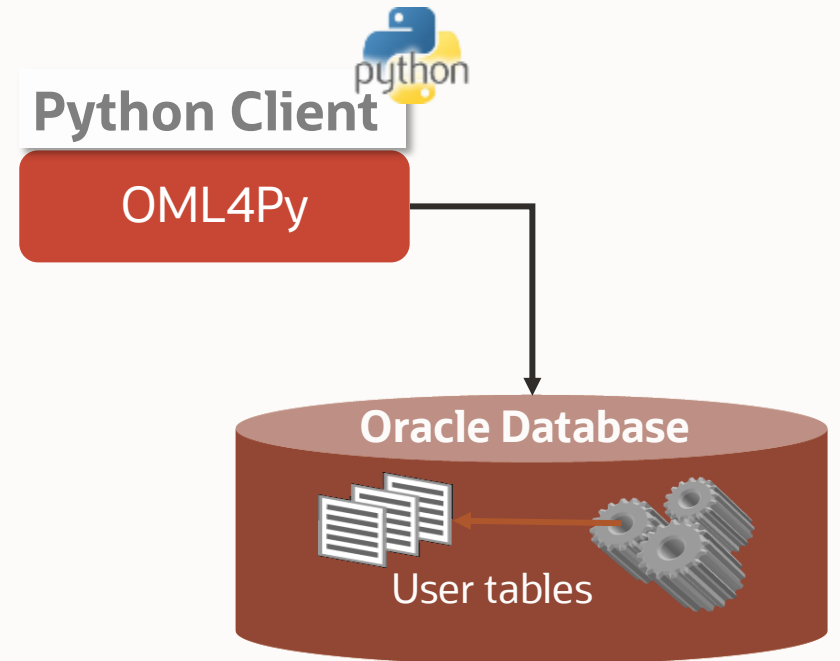 python
Python Client
OML4Py
Oracle Database
User tables